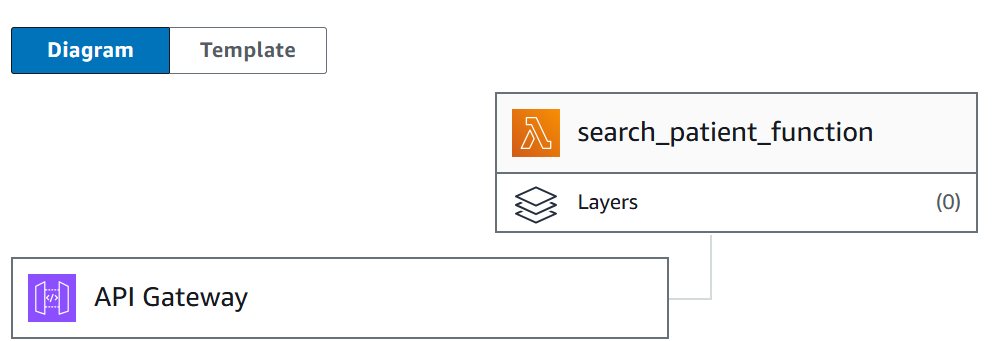 Diagram
Template
search_patient_function
Layers
(0)
API Gateway